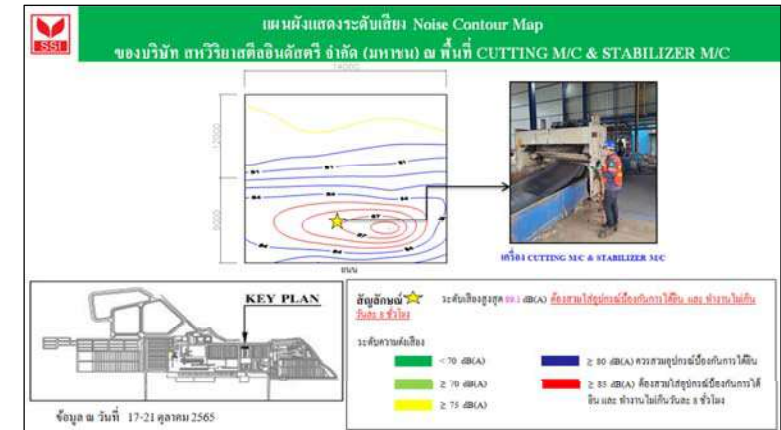 SSI
แผนผังแสดงระดับเสียง Noise Contour Map
ของบริษัท สหวิริยาสตีลอินดัสตรี จำกัด (มหาชน) ณ พื้นที่ CUTTING M/C & STABILIZER M/C
12000
81
81
81
84
84
84
87
87
84
84
ถนน
เครื่อง CUTTING M/C & STABILIZER M/C
KEY PLAN
ข้อมูล ณ วันที่ 17-21 ตุลาคม 2565
สัญลักษณ์ ระดับเสียงสูงสุด dB(A) ต้องสวมใส่อุปกรณ์ป้องกันการได้ยิน และ ทำงานไม่เกิน
วันละ 8 ชั่วโมง
ระดับความดังเสียง
< 70 dB(A)
≥ 70 dB(A)
≥ 75 dB(A)
≥ 80 dB(A) ควรสวมอุปกรณ์ป้องกันการได้ยิน
≥ 85 dB(A) ต้องสวมใส่อุปกรณ์ป้องกันการได้
ยิน และ ทำงานไม่เกินวันละ 8 ชั่วโมง